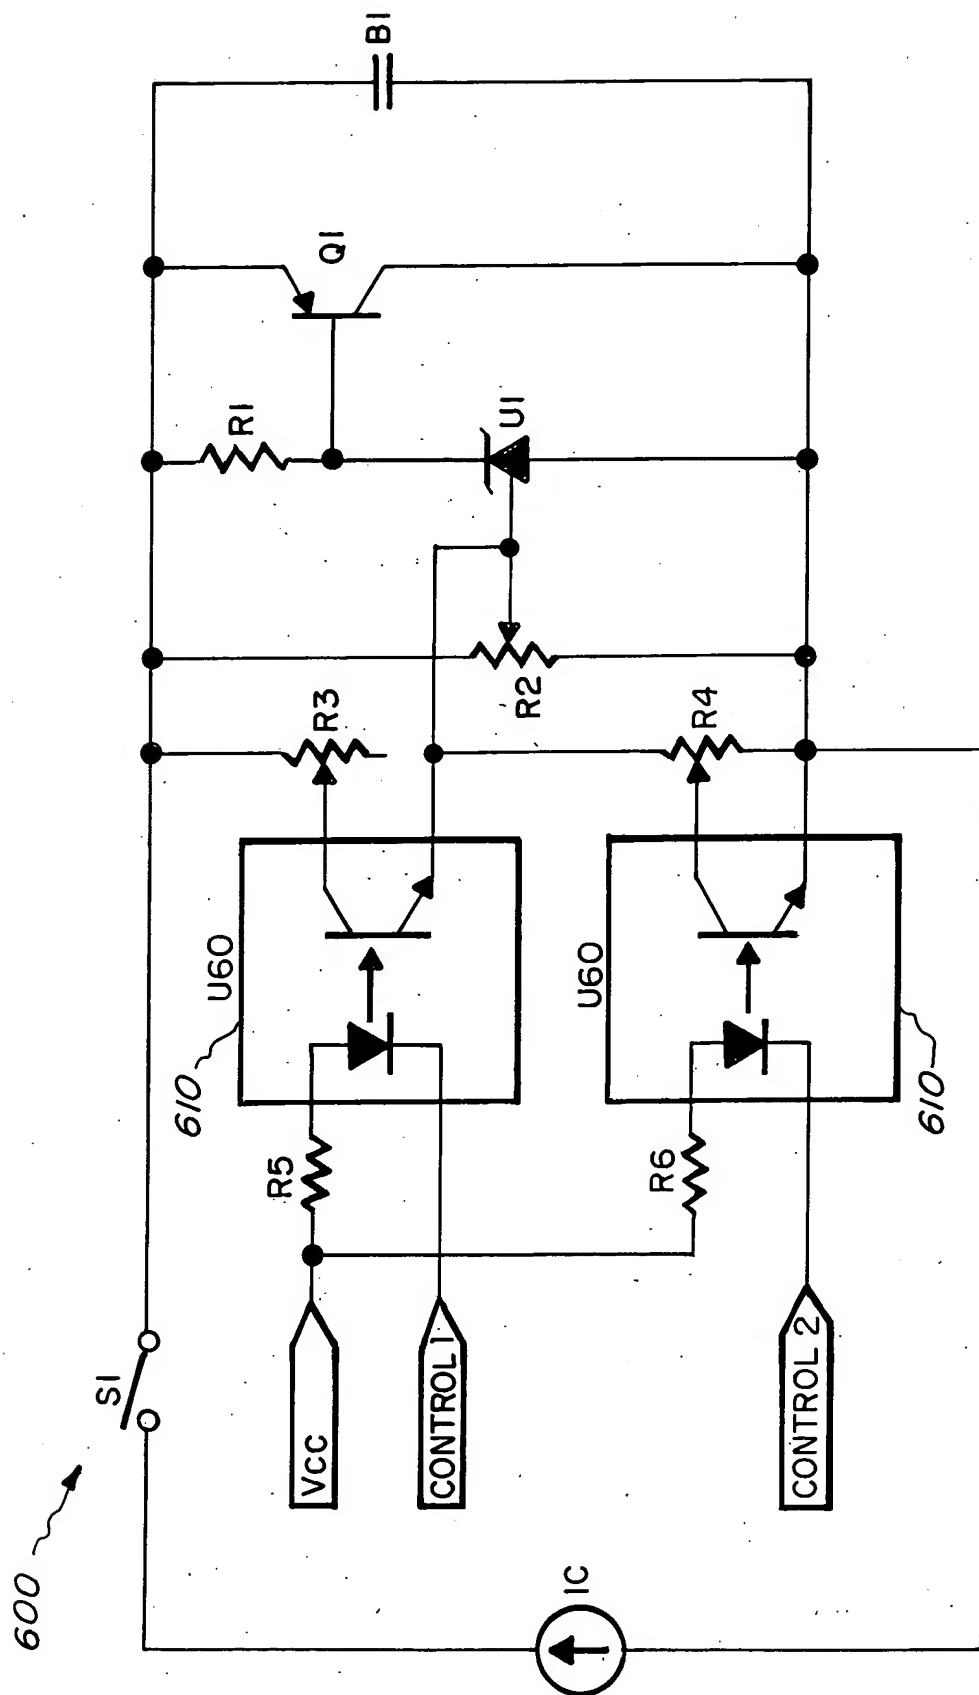 600
S1
IC
VCC
CONTROL 1
CONTROL 2
R5
R6
610
U60
U60
610
R3
R4
R2
R1
U1
Q1
B1